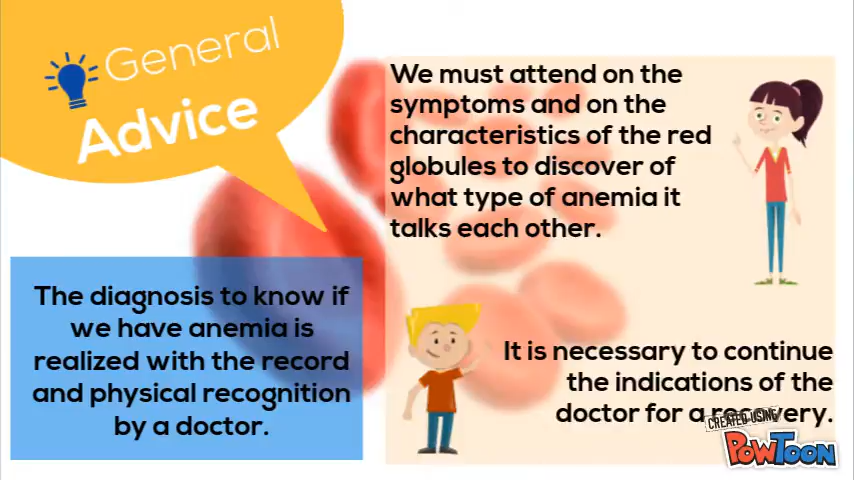 General
Advice
We must attend on the
symptoms and on the
characteristics of the red
globules to discover of
what type of anemia it
talks each other.
The diagnosis to know if
we have anemia is
realized with the record
and physical recognition
by a doctor.
It is necessary to continue
the indications of the
doctor for a recovery.
CREATED USING
POWTOON